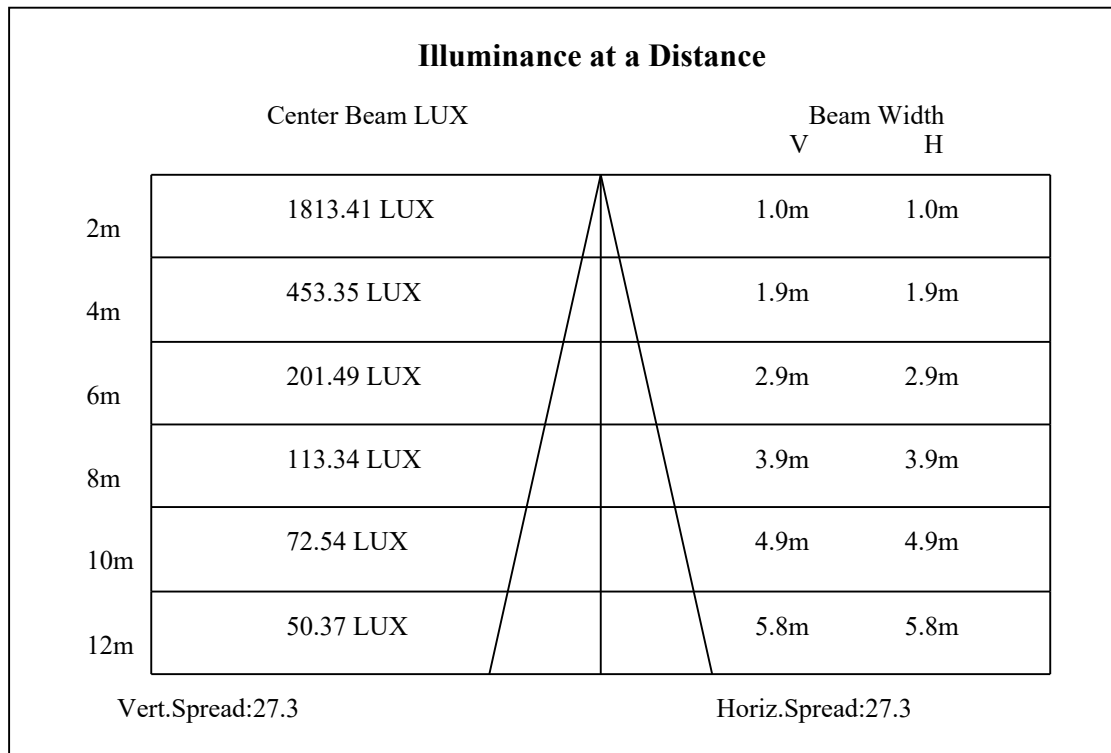 Illuminance at a Distance
Center Beam LUX Beam Width
V H
2m 1813.41 LUX 1.0m 1.0m
4m 453.35 LUX 1.9m 1.9m
6m 201.49 LUX 2.9m 2.9m
8m 113.34 LUX 3.9m 3.9m
10m 72.54 LUX 4.9m 4.9m
12m 50.37 LUX 5.8m 5.8m
Vert.Spread:27.3 Horiz.Spread:27.3